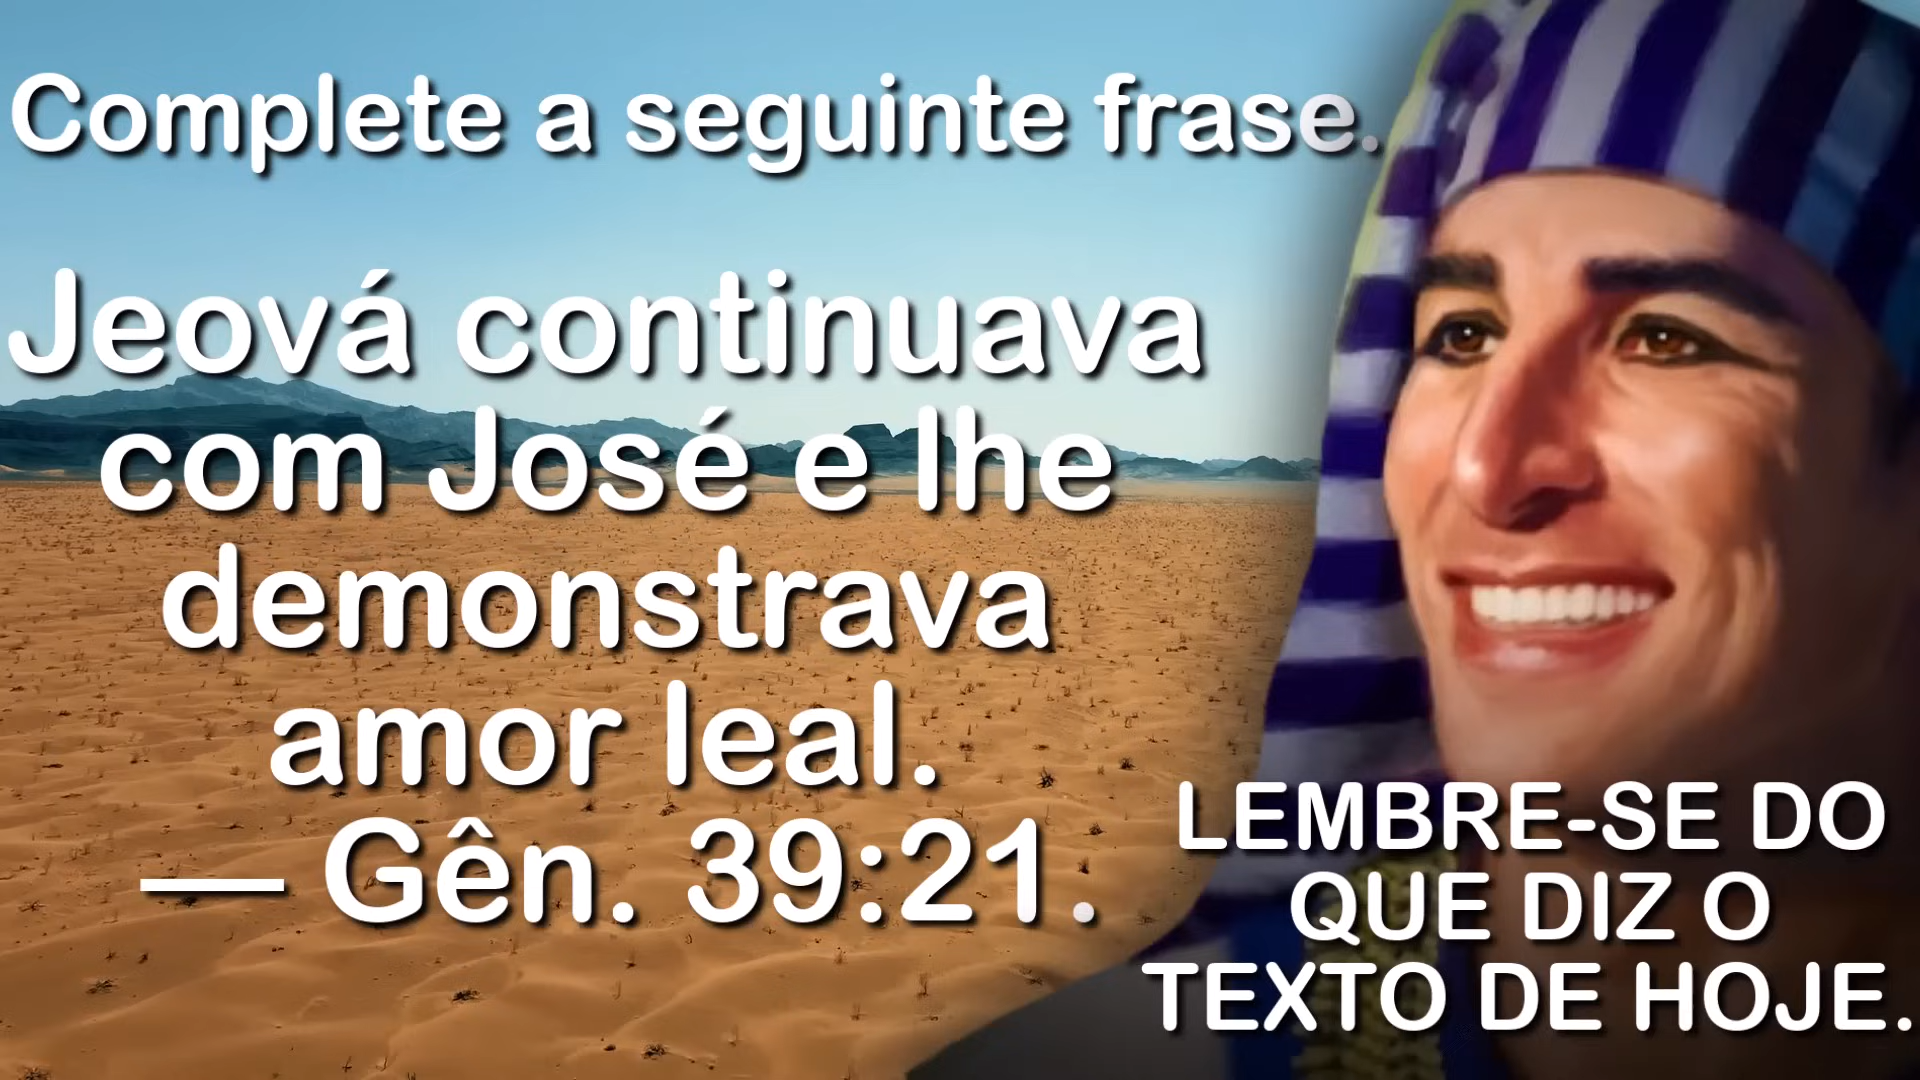 Complete a seguinte frase.
Jeová continuava
com José e lhe
demonstrava
amor leal.
— Gên. 39:21.
LEMBRE-SE DO
QUE DIZ O
TEXTO DE HOJE.